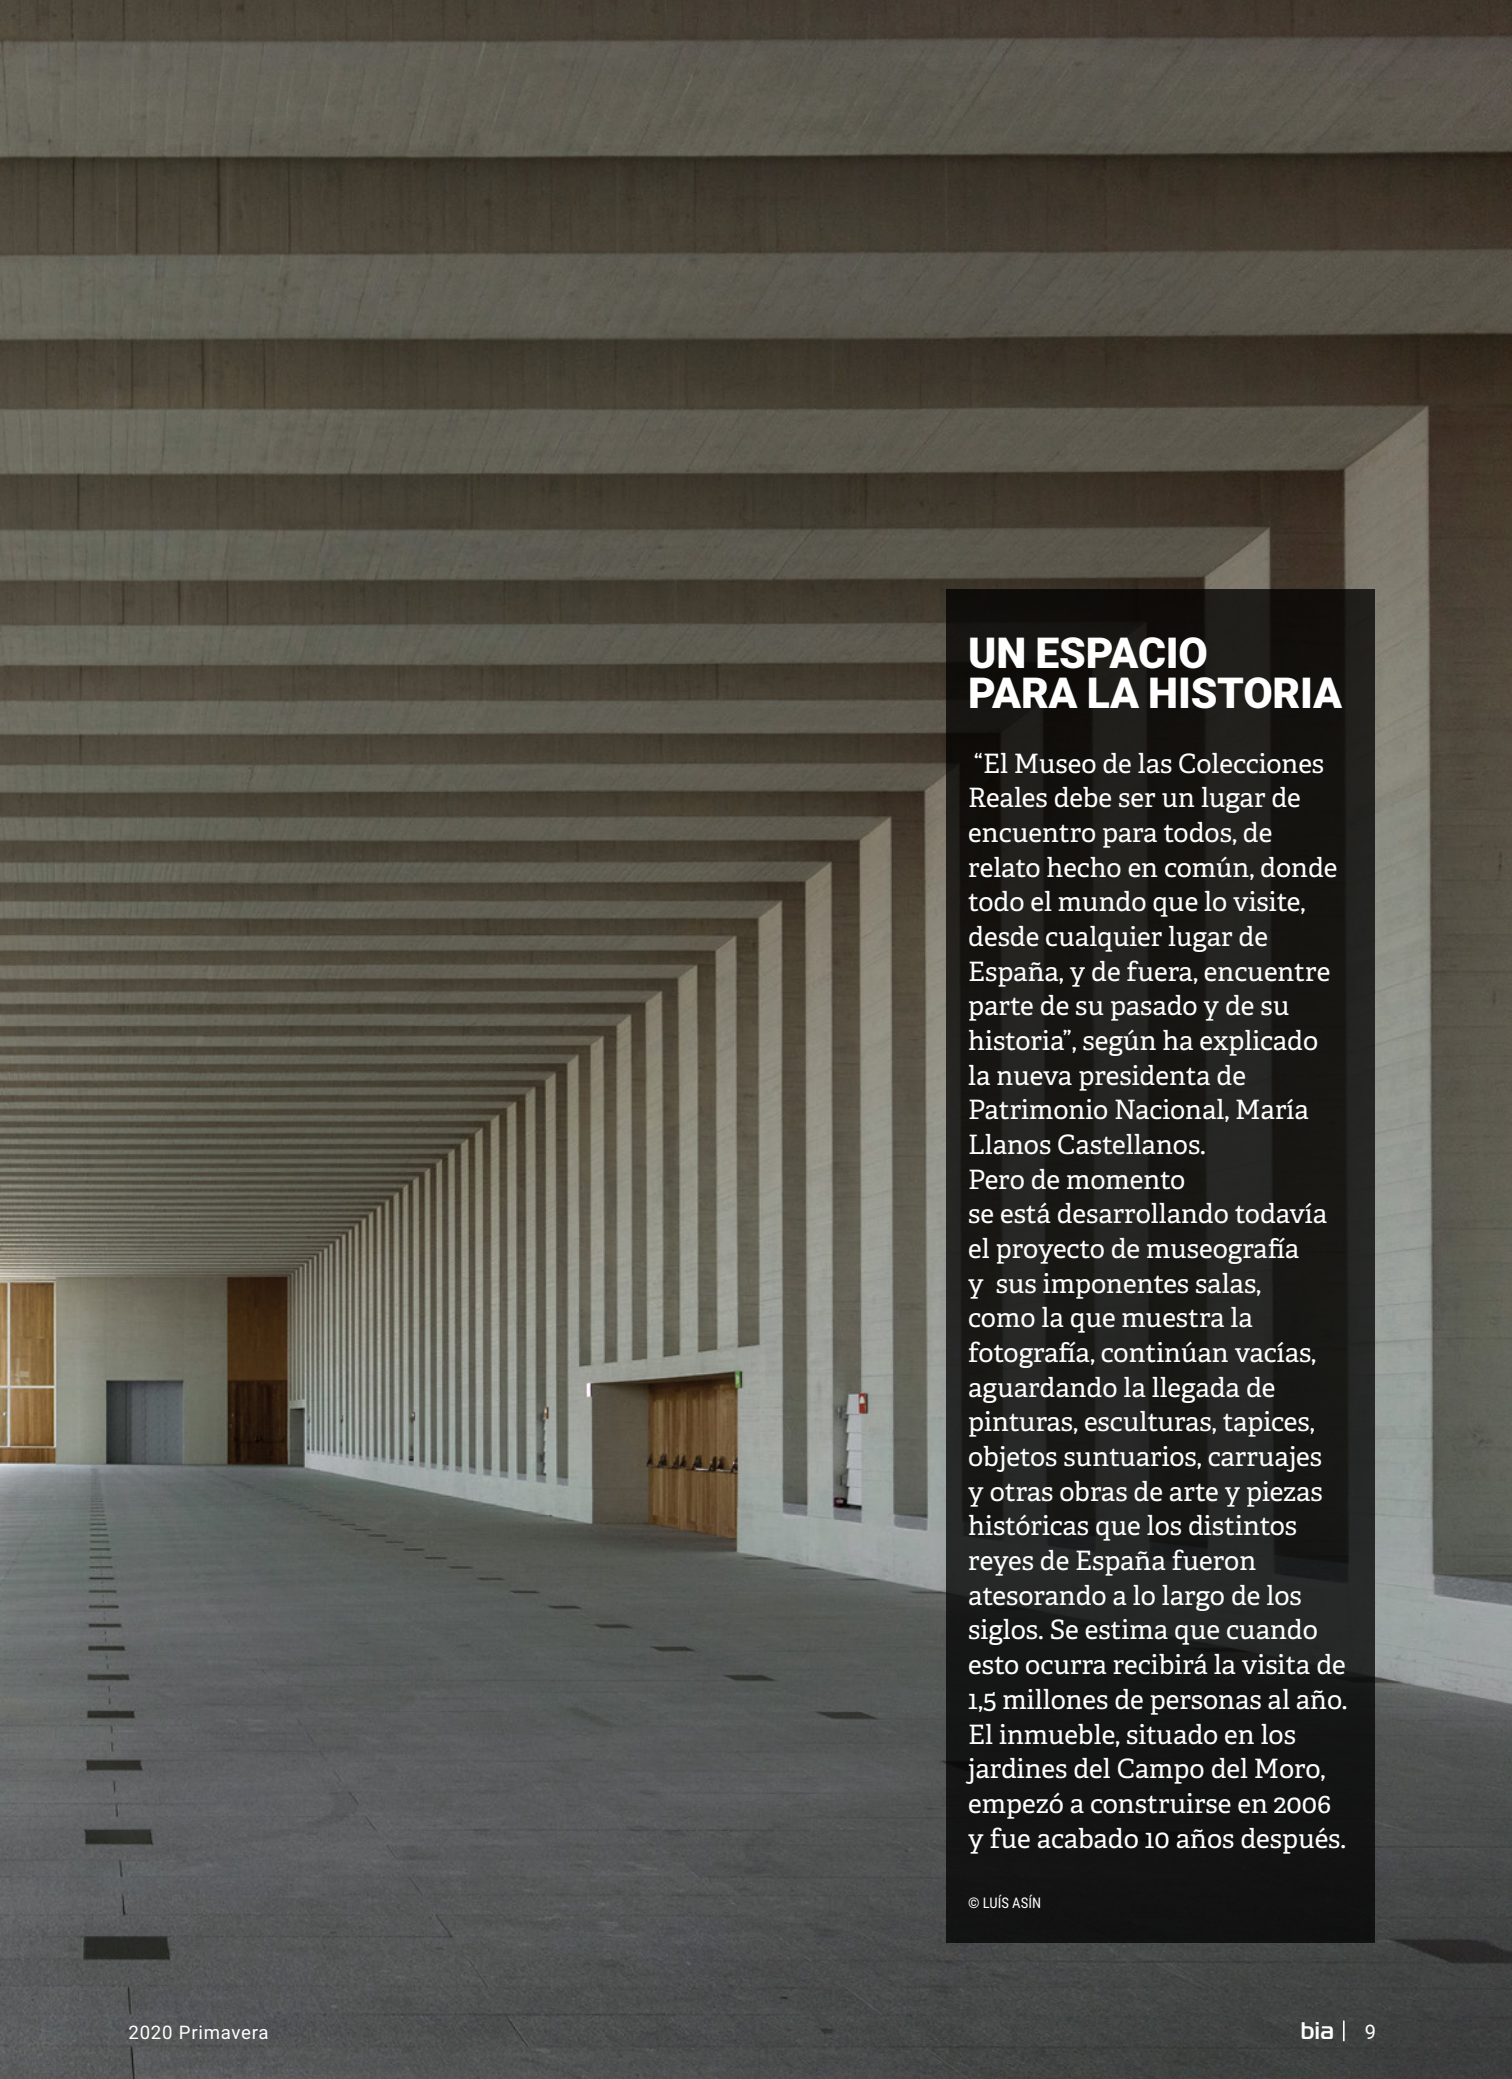 UN ESPACIO
PARA LA HISTORIA
“El Museo de las Colecciones
Reales debe ser un lugar de
encuentro para todos, de
relato hecho en común, donde
todo el mundo que lo visite,
desde cualquier lugar de
España, y de fuera, encuentre
parte de su pasado y de su
historia”, según ha explicado
la nueva presidenta de
Patrimonio Nacional, María
Llanos Castellanos.
Pero de momento
se está desarrollando todavía
el proyecto de museografía
y sus imponentes salas,
como la que muestra la
fotografía, continúan vacías,
aguardando la llegada de
pinturas, esculturas, tapices,
objetos suntuarios, carruajes
y otras obras de arte y piezas
históricas que los distintos
reyes de España fueron
atesorando a lo largo de los
siglos. Se estima que cuando
esto ocurra recibirá la visita de
1,5 millones de personas al año.
El inmueble, situado en los
jardines del Campo del Moro,
empezó a construirse en 2006
y fue acabado 10 años después.
© LUÍS ASÍN
2020 Primavera
bia | 9